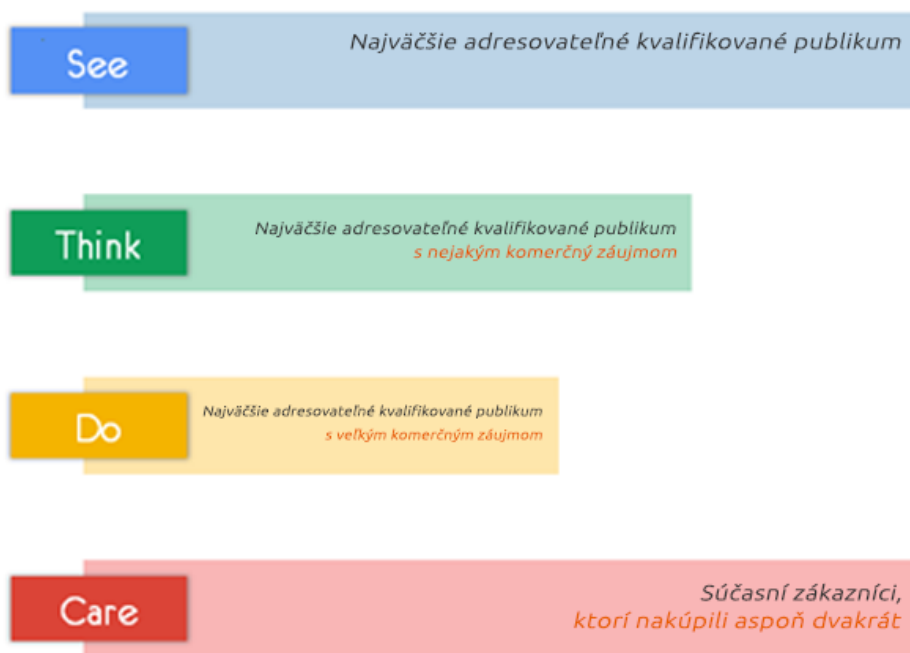 See
Najväčšie adresovateľné kvalifikované publikum
Think
Najväčšie adresovateľné kvalifikované publikum
s nejakým komerčný záujmom
Do
Najväčšie adresovateľné kvalifikované publikum
s veľkým komerčným záujmom
Care
Súčasní zákazníci,
ktorí nakúpili aspoň dvakrát